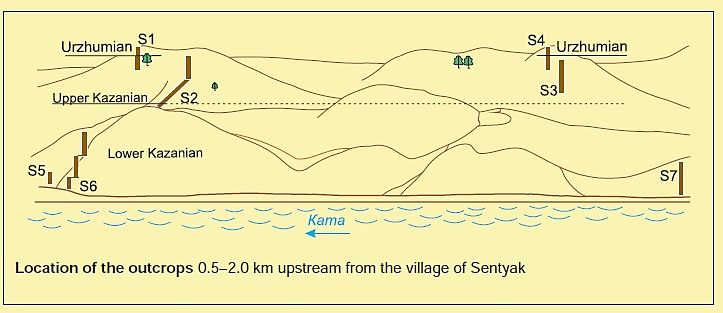 S1
Urzhumian
S4 Urzhumian
S3
Upper Kazanian
S2
Lower Kazanian
S5
S6
S7
Kama
Location of the outcrops 0.5–2.0 km upstream from the village of Sentyak